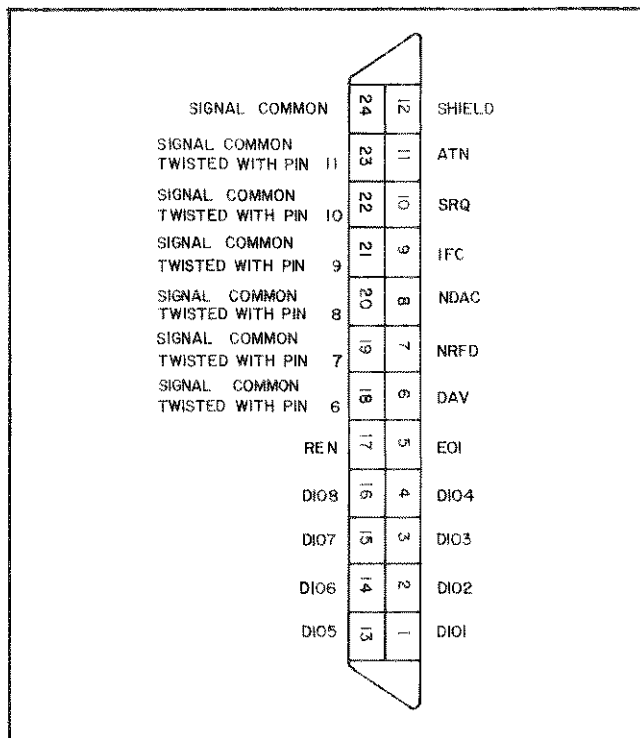 SIGNAL COMMON 24 12 SHIELD
SIGNAL COMMON
TWISTED WITH PIN 11 23 11 ATN
SIGNAL COMMON
TWISTED WITH PIN 10 22 10 SRQ
SIGNAL COMMON
TWISTED WITH PIN 9 21 9 IFC
SIGNAL COMMON
TWISTED WITH PIN 8 20 8 NDAC
SIGNAL COMMON
TWISTED WITH PIN 7 19 7 NRFD
SIGNAL COMMON
TWISTED WITH PIN 6 18 6 DAV
REN 17 5 EOI
DIO8 16 4 DIO4
DIO7 15 3 DIO3
DIO6 14 2 DIO2
DIO5 13 1 DIO1